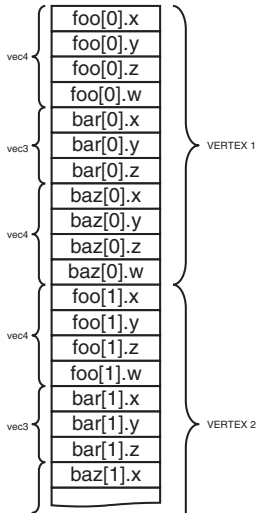 foo[0].x
foo[0].y
vec4
foo[0].z
foo[0].w
bar[0].x
vec3
bar[0].y
VERTEX 1
bar[0].z
baz[0].x
baz[0].y
vec4
baz[0].z
baz[0].w
foo[1].x
foo[1].y
vec4
foo[1].z
foo[1].w
bar[1].x
vec3
bar[1].y
VERTEX 2
bar[1].z
baz[1].x